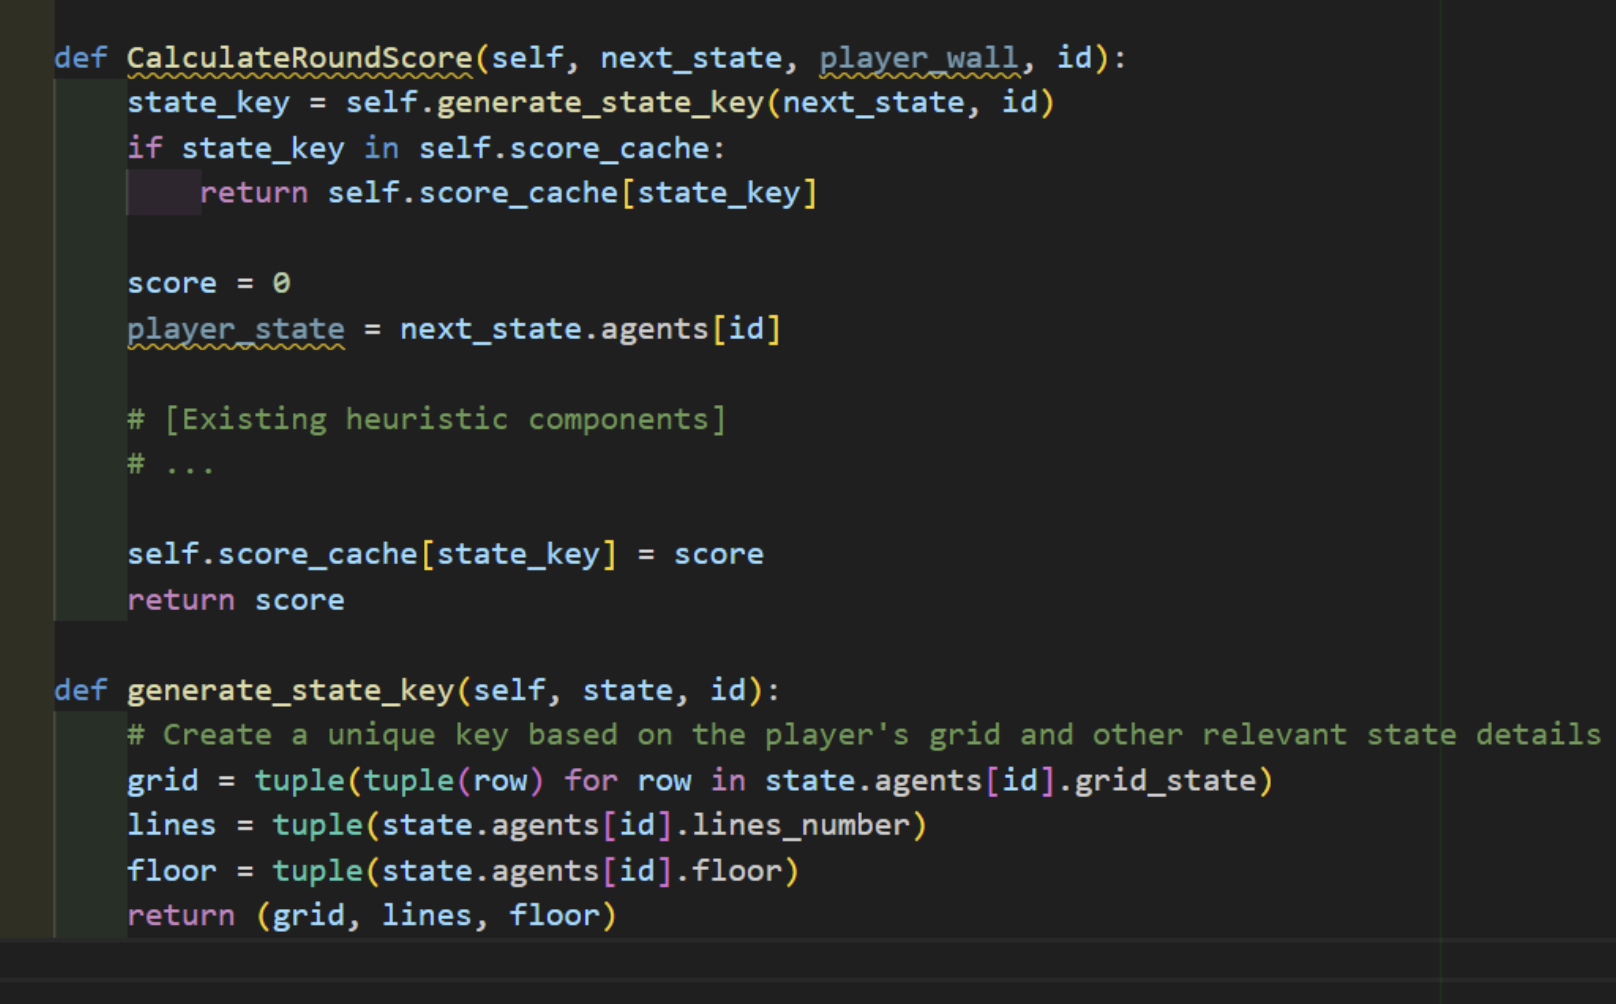 def CalculateRoundScore(self, next_state, player_wall, id):
    state_key = self.generate_state_key(next_state, id)
    if state_key in self.score_cache:
        return self.score_cache[state_key]

    score = 0
    player_state = next_state.agents[id]

    # [Existing heuristic components]
    # ...

    self.score_cache[state_key] = score
    return score

def generate_state_key(self, state, id):
    # Create a unique key based on the player's grid and other relevant state details
    grid = tuple(tuple(row) for row in state.agents[id].grid_state)
    lines = tuple(state.agents[id].lines_number)
    floor = tuple(state.agents[id].floor)
    return (grid, lines, floor)